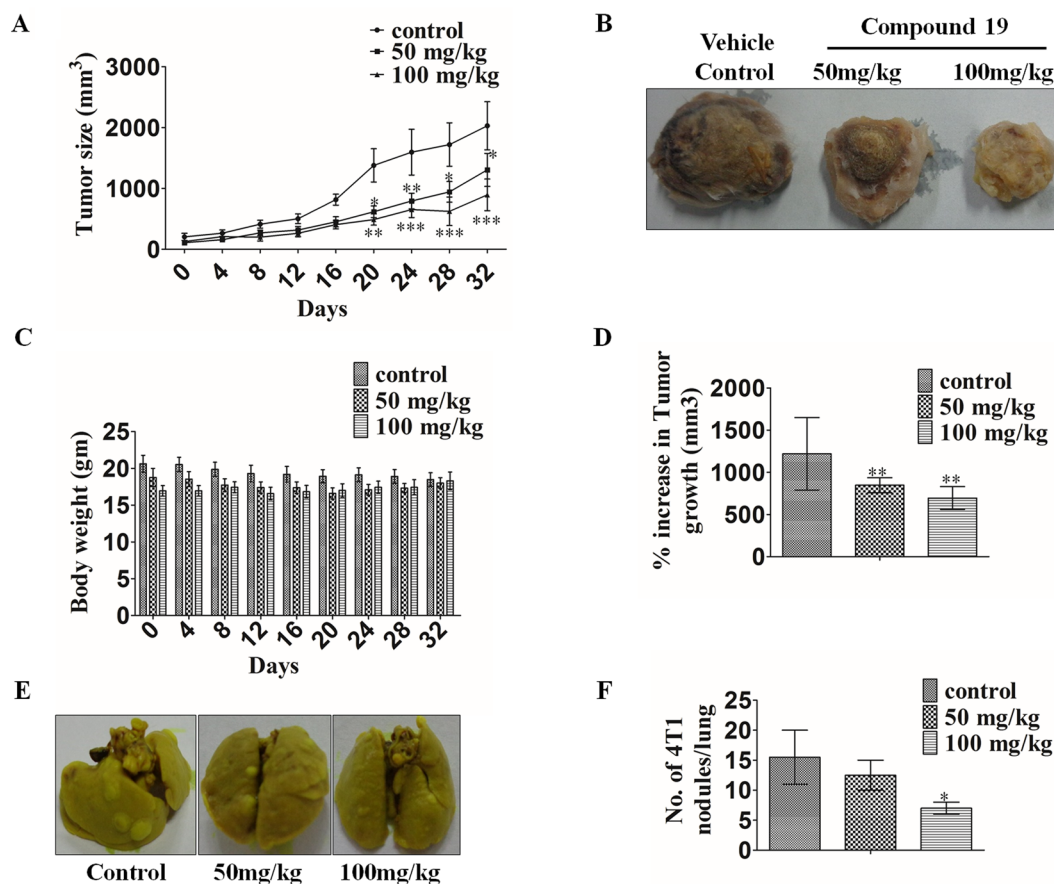 A
control
50 mg/kg
100 mg/kg
Tumor size (mm3)
3000
2000
1000
0
*
** *
*
** *** *** ***
0 4 8 12 16 20 24 28 32
Days
B
Compound 19
Vehicle
Control 50mg/kg 100mg/kg
C
control
50 mg/kg
100 mg/kg
Body weight (gm)
25
20
15
10
5
0
0 4 8 12 16 20 24 28 32
Days
D
control
50 mg/kg
100 mg/kg
% increase in Tumor
growth (mm3)
2000
1500
1000
500
0
** **
E
Control 50mg/kg 100mg/kg
F
control
50 mg/kg
100 mg/kg
No. of 4T1
nodules/lung
25
20
15
10
5
0
*